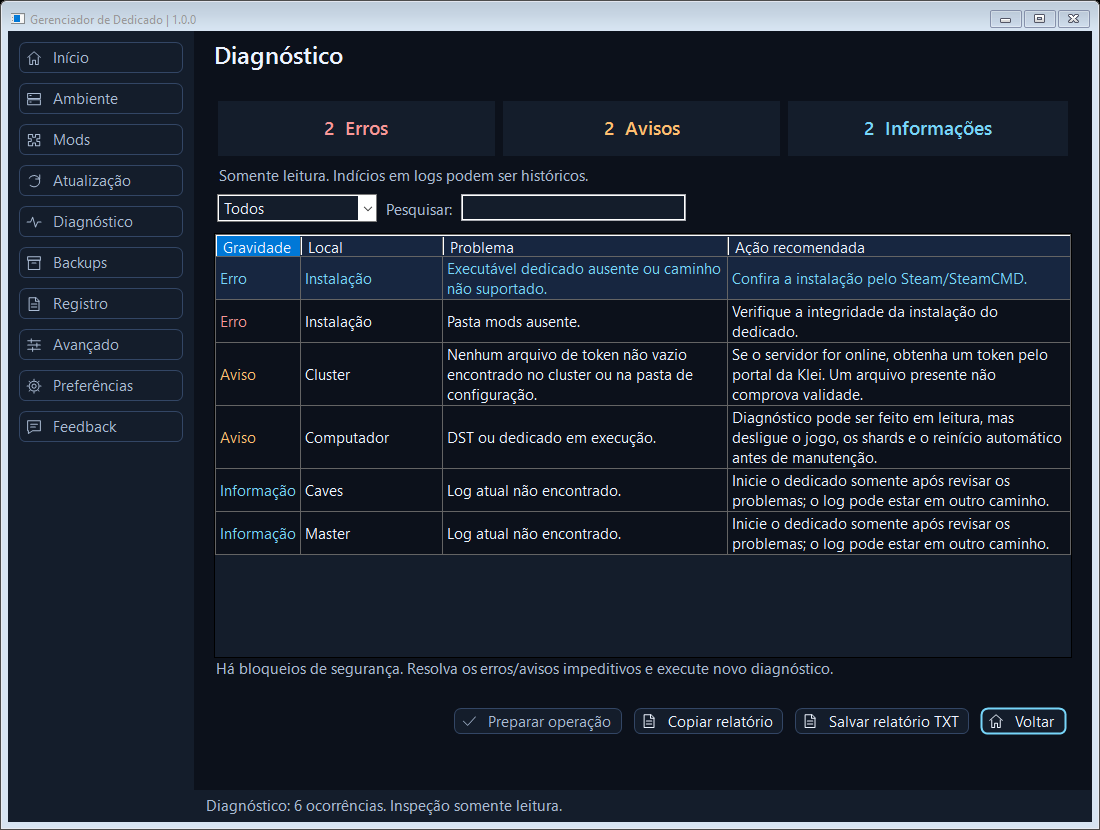 Gerenciador de Dedicado | 1.0.0
Início
Ambiente
Mods
Atualização
Diagnóstico
Backups
Registro
Avançado
Preferências
Feedback
Diagnóstico
2 Erros
2 Avisos
2 Informações
Somente leitura. Indícios em logs podem ser históricos.
Todos
Pesquisar:
Gravidade Local Problema Ação recomendada
Erro
Instalação
Executável dedicado ausente ou caminho
não suportado.
Confira a instalação pelo Steam/SteamCMD.
Erro
Instalação
Pasta mods ausente.
Verifique a integridade da instalação do
dedicado.
Aviso
Cluster
Nenhum arquivo de token não vazio
encontrado no cluster ou na pasta de
configuração.
Se o servidor for online, obtenha um token pelo
portal da Klei. Um arquivo presente não
comprova validade.
Aviso
Computador
DST ou dedicado em execução.
Diagnóstico pode ser feito em leitura, mas
desligue o jogo, os shards e o reinício automático
antes de manutenção.
Informação
Caves
Log atual não encontrado.
Inicie o dedicado somente após revisar os
problemas; o log pode estar em outro caminho.
Informação
Master
Log atual não encontrado.
Inicie o dedicado somente após revisar os
problemas; o log pode estar em outro caminho.
Há bloqueios de segurança. Resolva os erros/avisos impeditivos e execute novo diagnóstico.
Preparar operação
Copiar relatório
Salvar relatório TXT
Voltar
Diagnóstico: 6 ocorrências. Inspeção somente leitura.